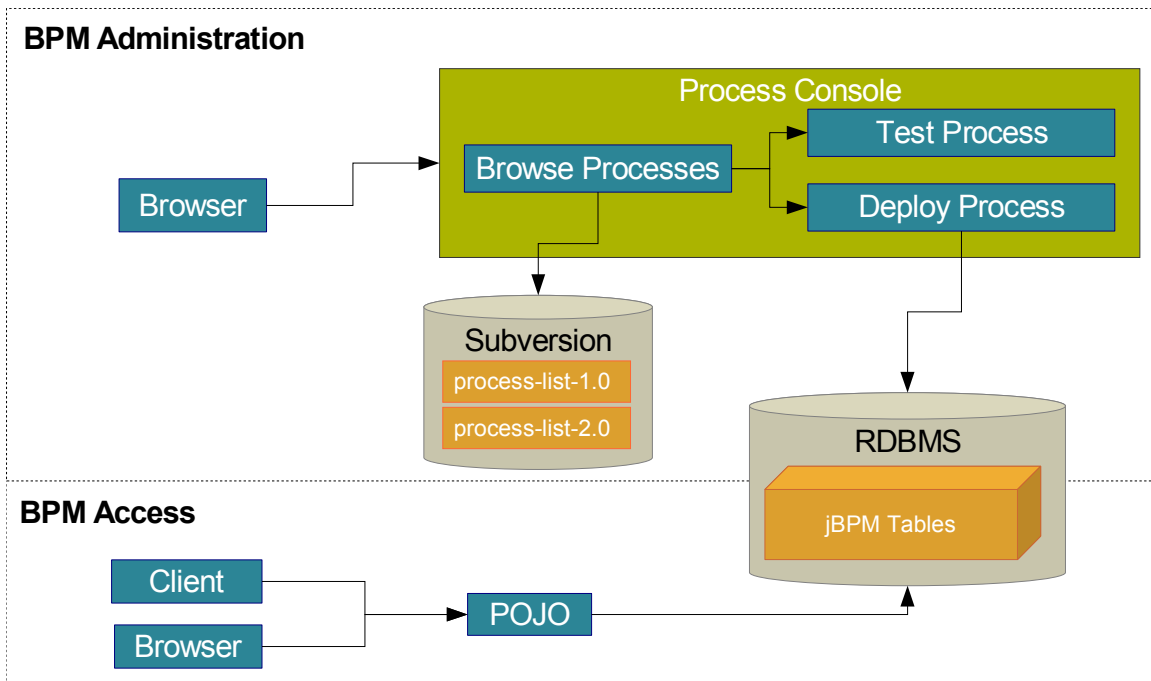 BPM Administration
Process Console
Test Process
Browse Processes
Browser
Deploy Process
Subversion
process-list-1.0
process-list-2.0
RDBMS
jBPM Tables
BPM Access
Client
POJO
Browser